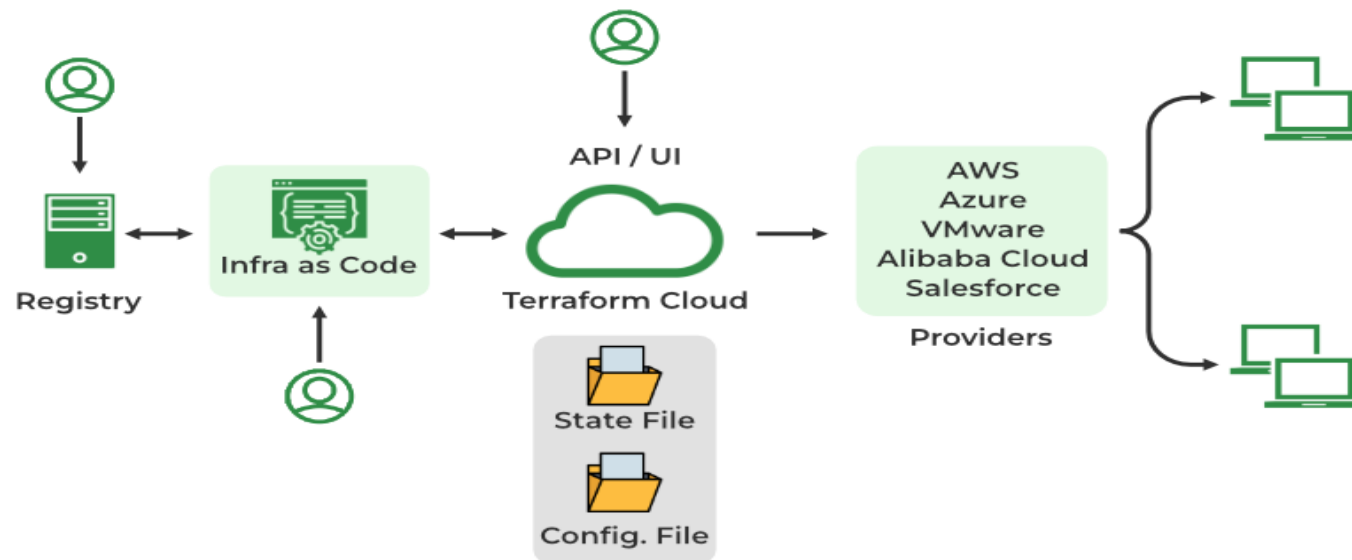 API / UI
Infra as Code
Registry
Terraform Cloud
AWS
Azure
VMware
Alibaba Cloud
Salesforce
Providers
State File
Config. File